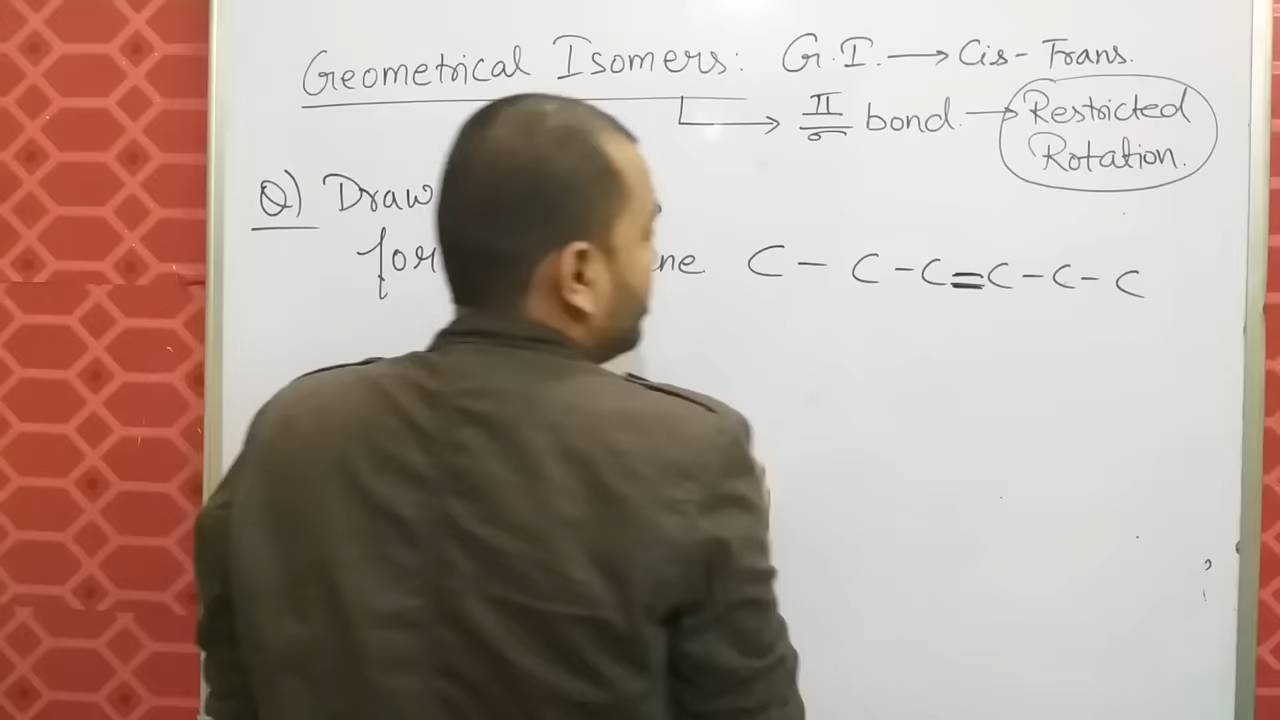 Geometrical Isomers: G.I. → Cis - Trans.
π bond → Restricted
σ Rotation.
Q) Draw
for ne C - C - C = C - C - C